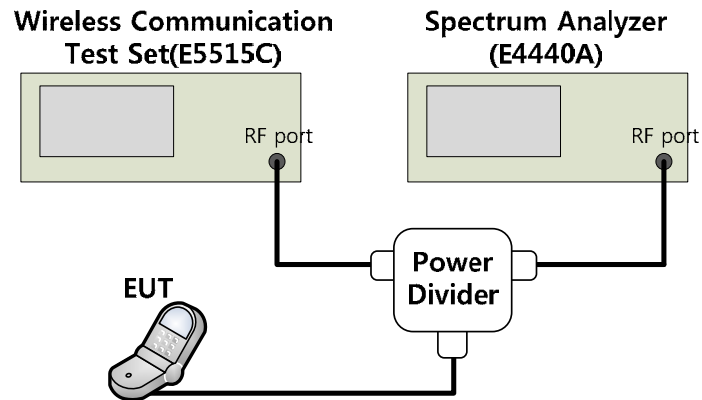 Wireless Communication
Test Set(E5515C)
Spectrum Analyzer
(E4440A)
RF port
RF port
Power
Divider
EUT